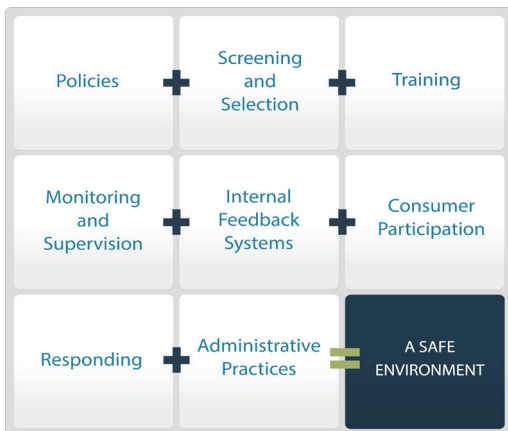 Policies
+
Screening
and
Selection
+
Training
Monitoring
and
Supervision
+
Internal
Feedback
Systems
+
Consumer
Participation
Responding
+
Administrative
Practices
=
A SAFE
ENVIRONMENT